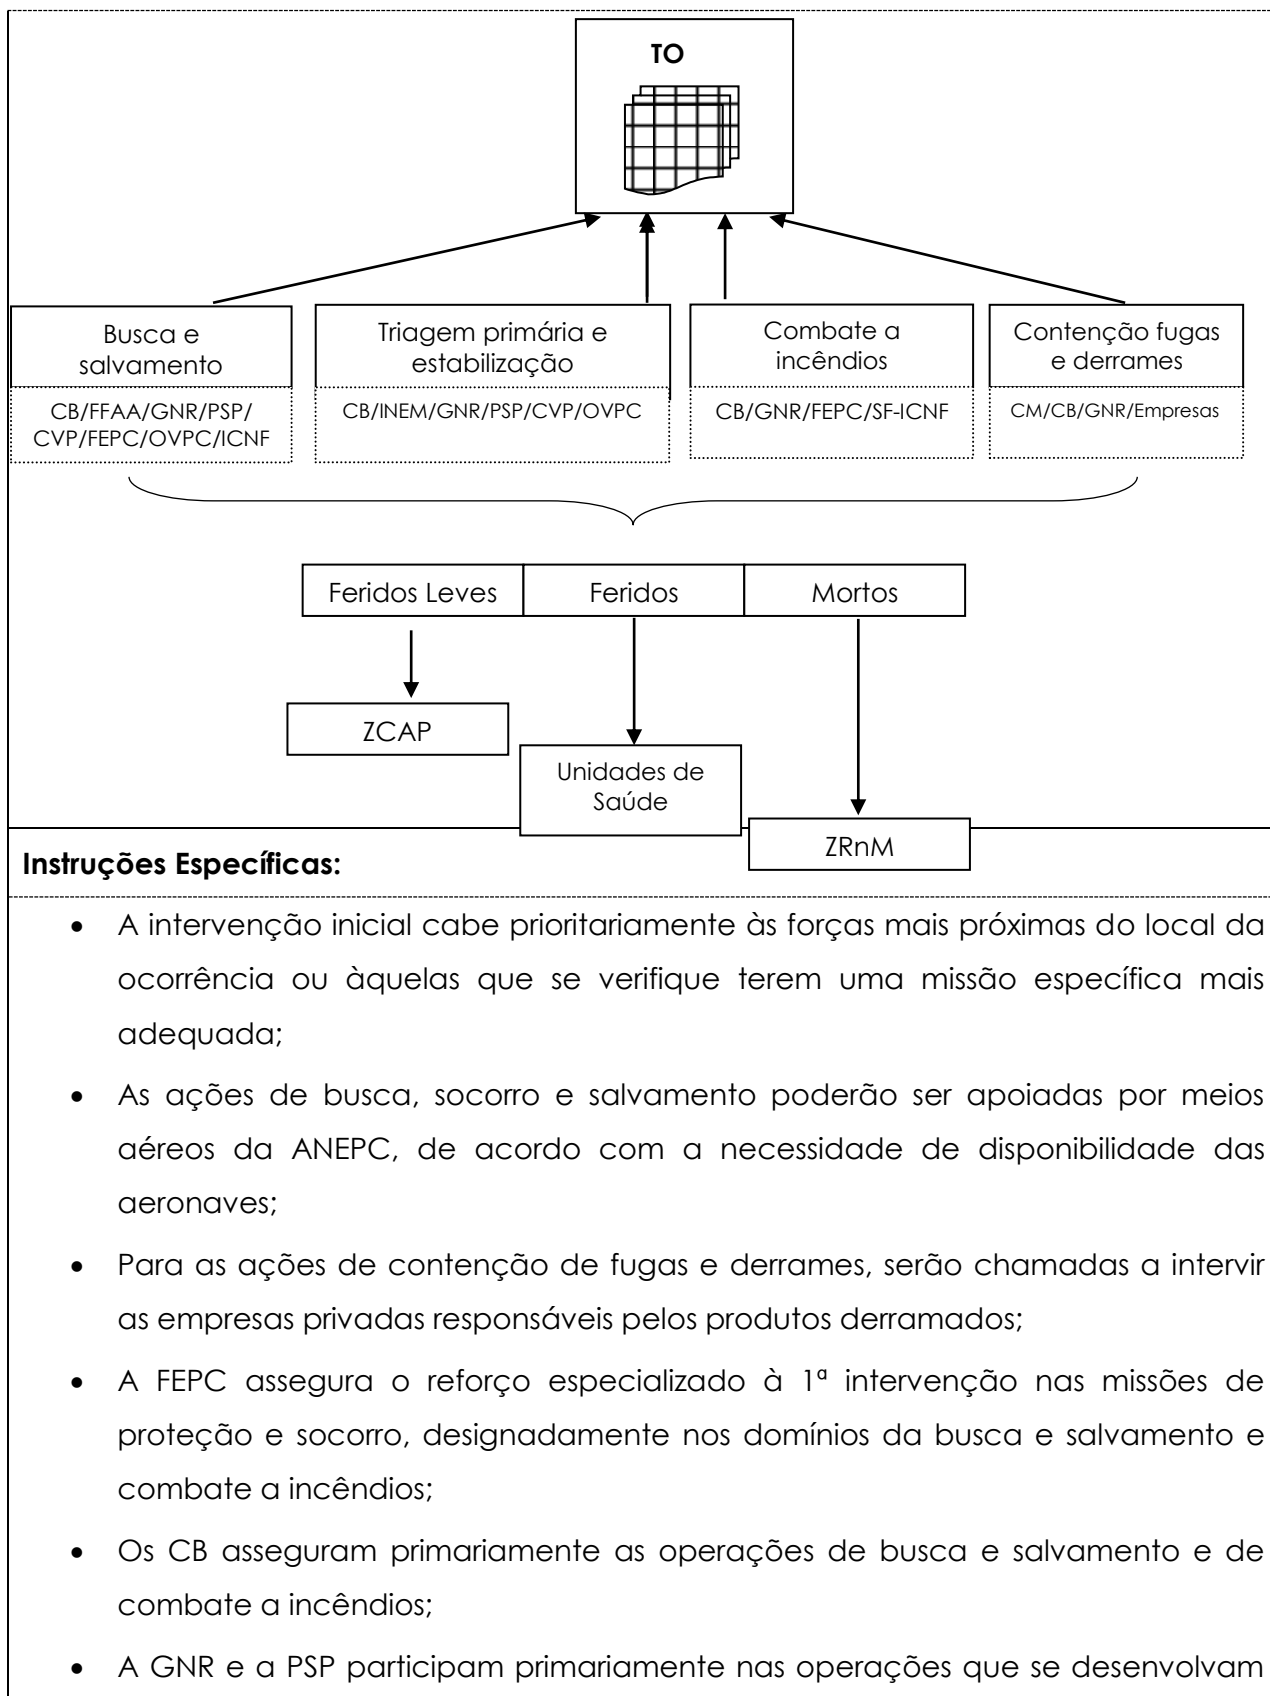 TO
Busca e
salvamento
Triagem primária e
estabilização
Combate a
incêndios
Contenção fugas
e derrames
CB/FFAA/GNR/PSP/
CVP/FEPC/OVPC/ICNF
CB/INEM/GNR/PSP/CVP/OVPC
CB/GNR/FEPC/SF-ICNF
CM/CB/GNR/Empresas
Feridos Leves
Feridos
Mortos
ZCAP
Unidades de
Saúde
ZRnM
Instruções Específicas:
• A intervenção inicial cabe prioritariamente às forças mais próximas do local da
ocorrência ou àquelas que se verifique terem uma missão específica mais
adequada;
• As ações de busca, socorro e salvamento poderão ser apoiadas por meios
aéreos da ANEPC, de acordo com a necessidade de disponibilidade das
aeronaves;
• Para as ações de contenção de fugas e derrames, serão chamadas a intervir
as empresas privadas responsáveis pelos produtos derramados;
• A FEPC assegura o reforço especializado à 1ª intervenção nas missões de
proteção e socorro, designadamente nos domínios da busca e salvamento e
combate a incêndios;
• Os CB asseguram primariamente as operações de busca e salvamento e de
combate a incêndios;
• A GNR e a PSP participam primariamente nas operações que se desenvolvam